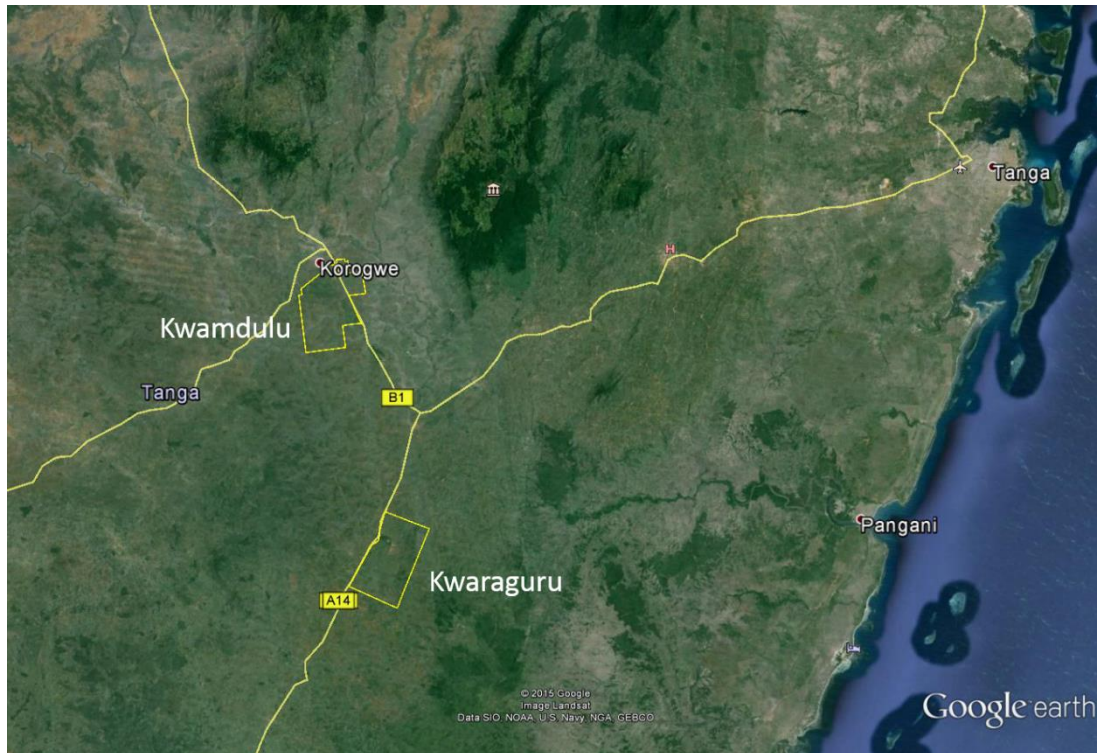 Tanga
Korogwe
Kwamdulu
H
Tanga
B1
Pangani
Kwaraguru
A14
© 2015 Google
Image Landsat
Data SIO, NOAA, U.S. Navy, NGA, GEBCO
Google earth